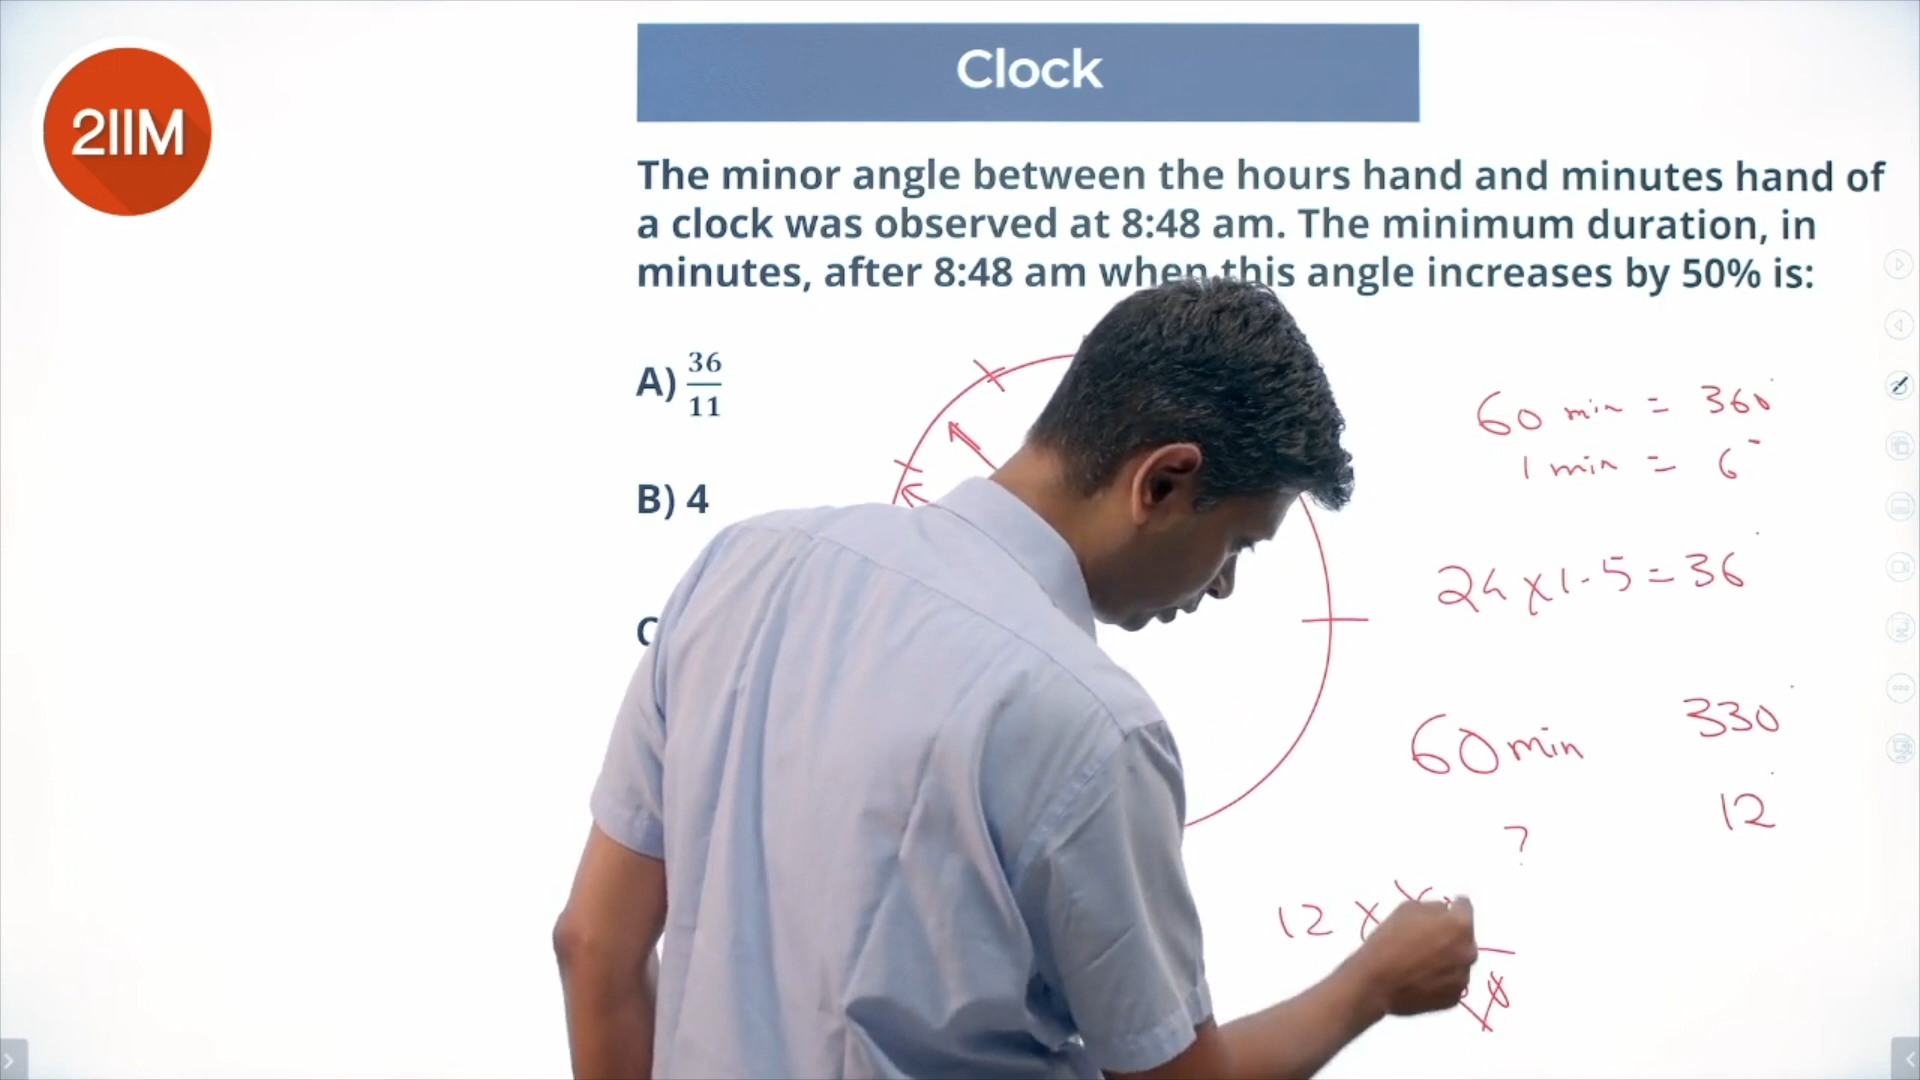 2IIM
Clock
The minor angle between the hours hand and minutes hand of
a clock was observed at 8:48 am. The minimum duration, in
minutes, after 8:48 am when this angle increases by 50% is:
A) 36/11
B) 4
60 min = 360°
1 min = 6°
24 x 1.5 = 36°
60 min 330°
? 12°
12 x